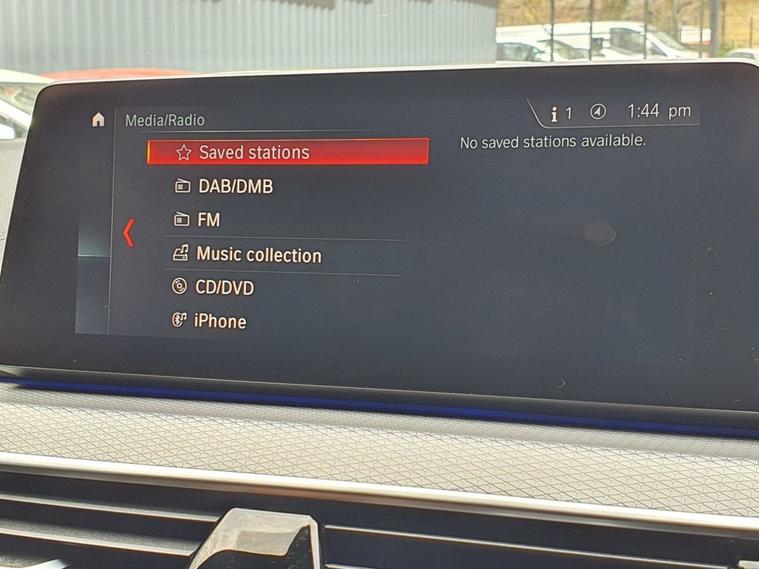 Media/Radio
i 1 1:44 pm
Saved stations
No saved stations available.
DAB/DMB
FM
Music collection
CD/DVD
iPhone